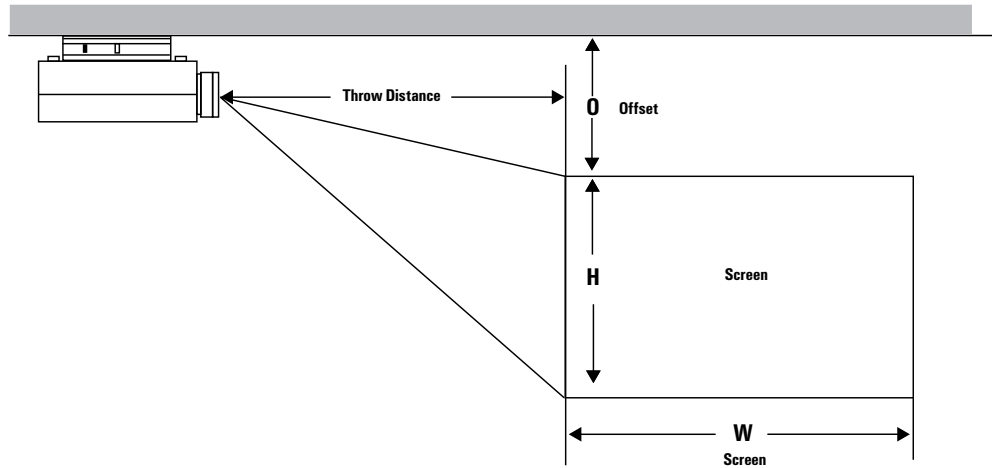 Throw Distance
O Offset
H
Screen
W
Screen